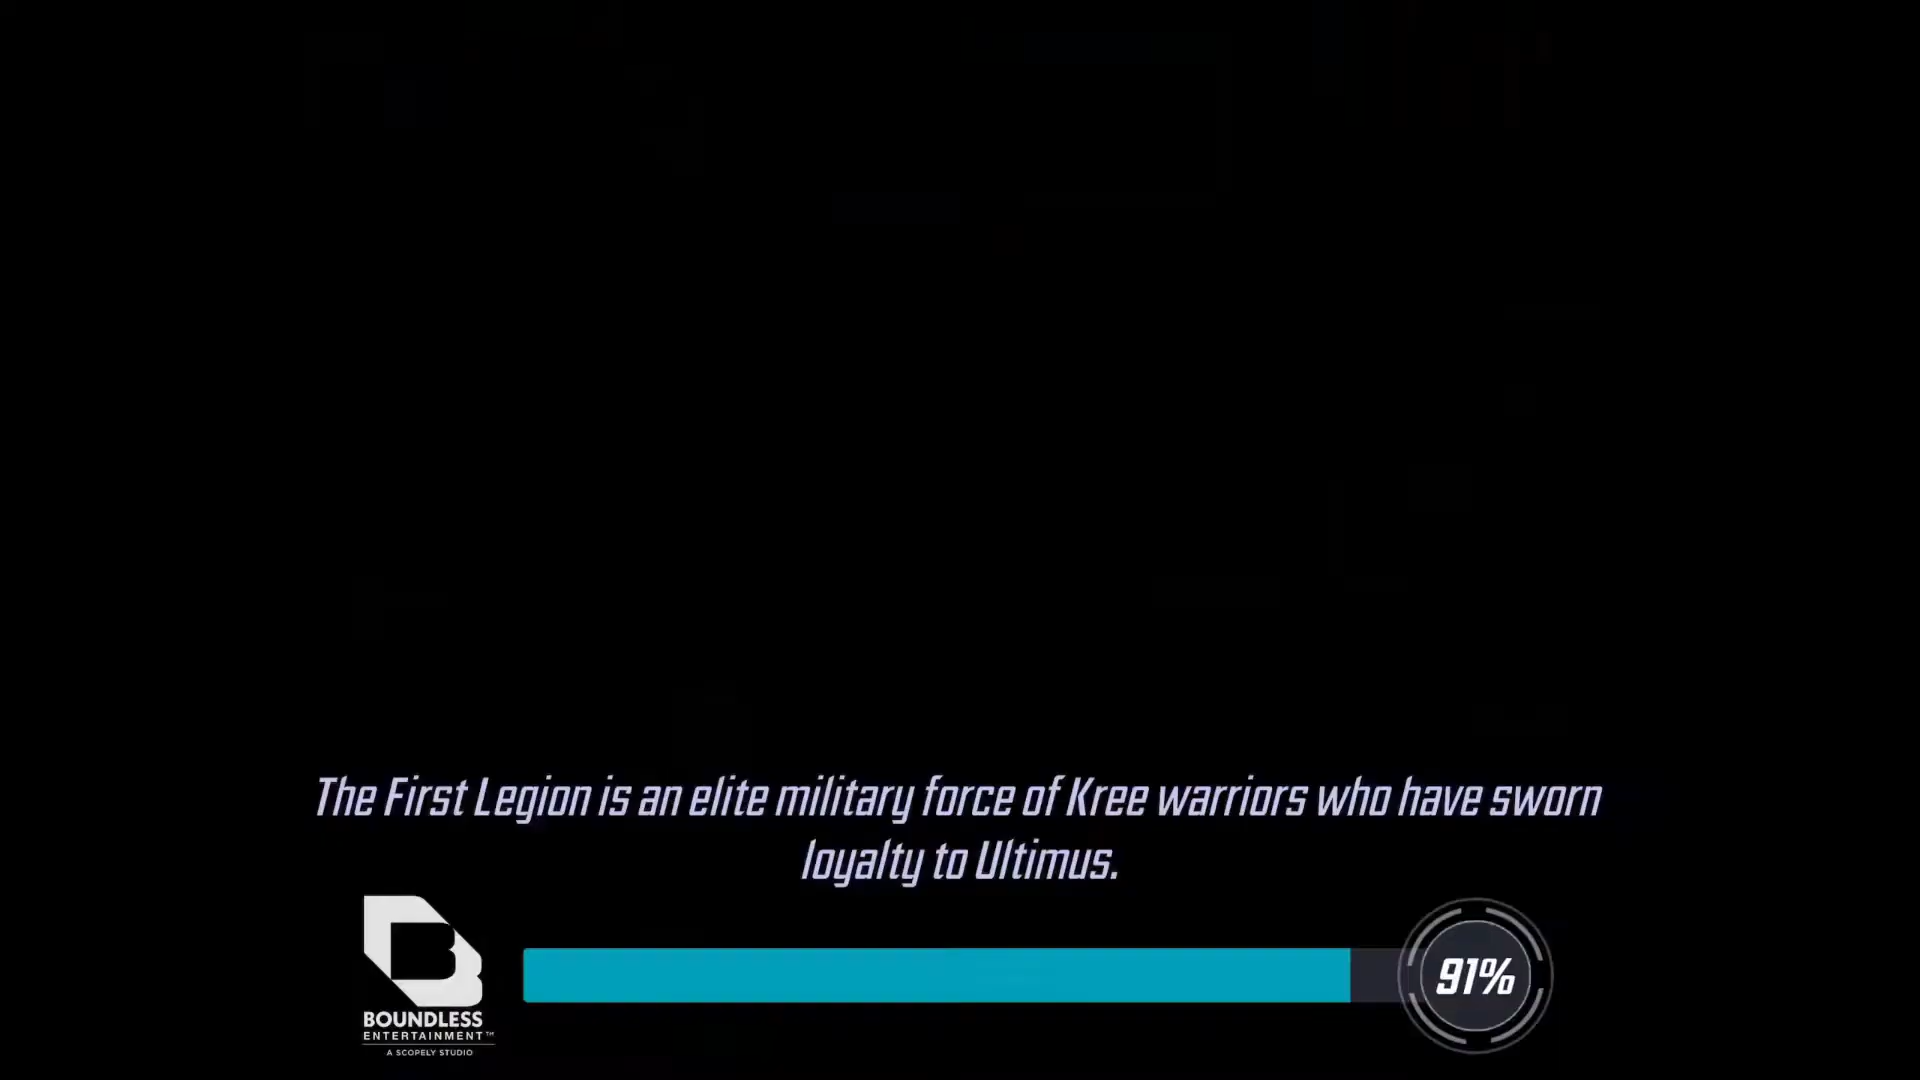 The First Legion is an elite military force of Kree warriors who have sworn
loyalty to Ultimus.
BOUNDLESS
ENTERTAINMENT™
A SCOPELY STUDIO
91%